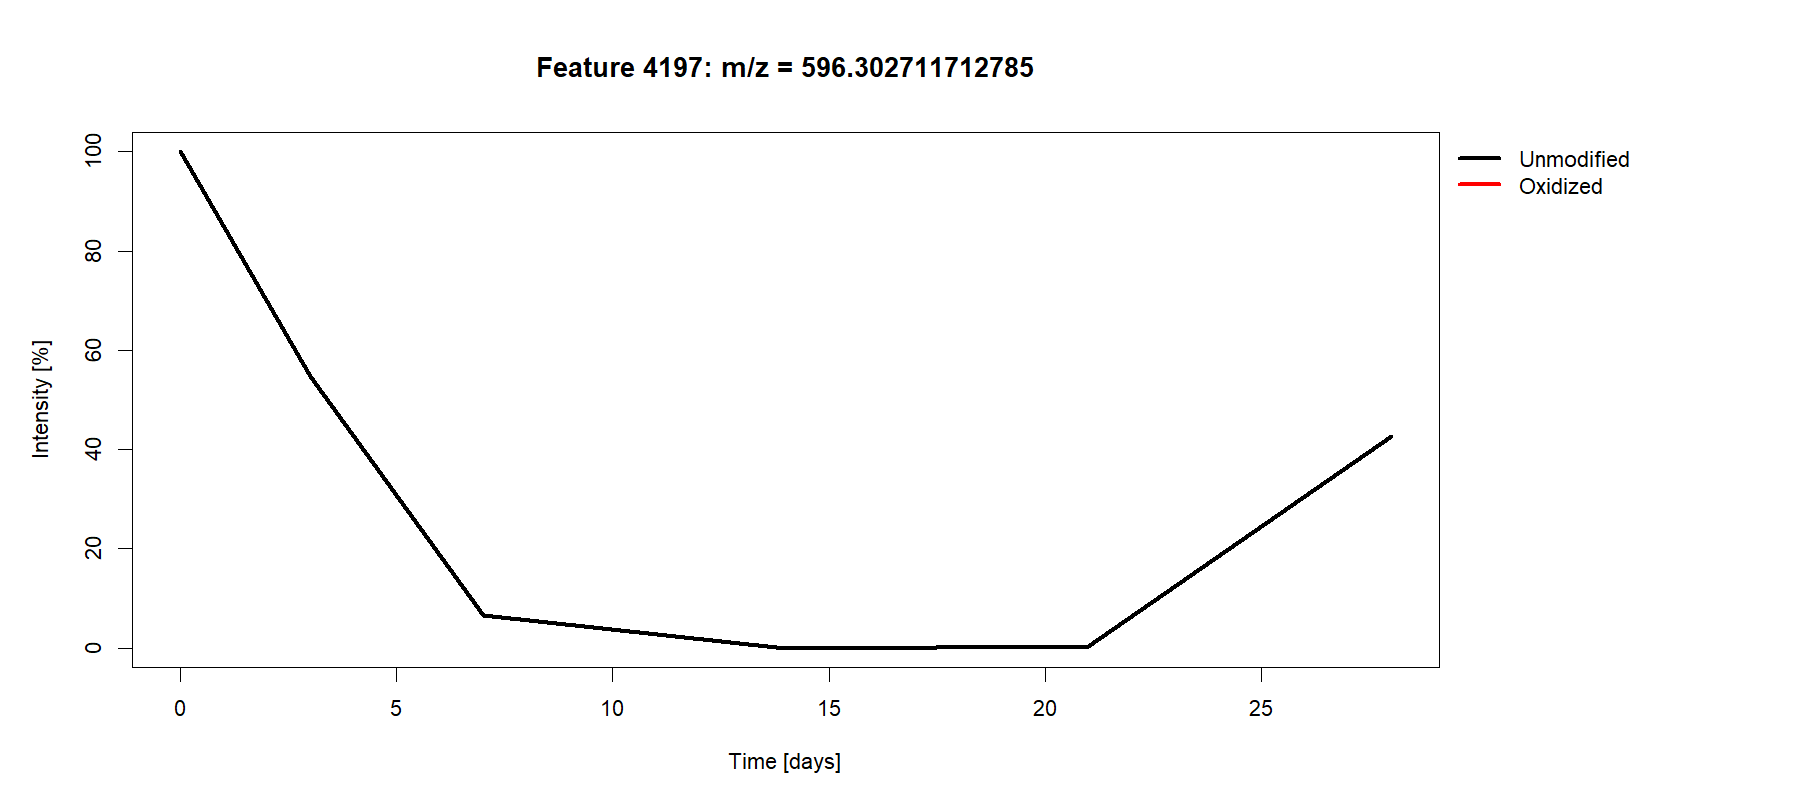 Feature 4197: m/z = 596.302711712785
Unmodified
Oxidized
Intensity [%]
100
80
60
40
20
0
0 5 10 15 20 25
Time [days]